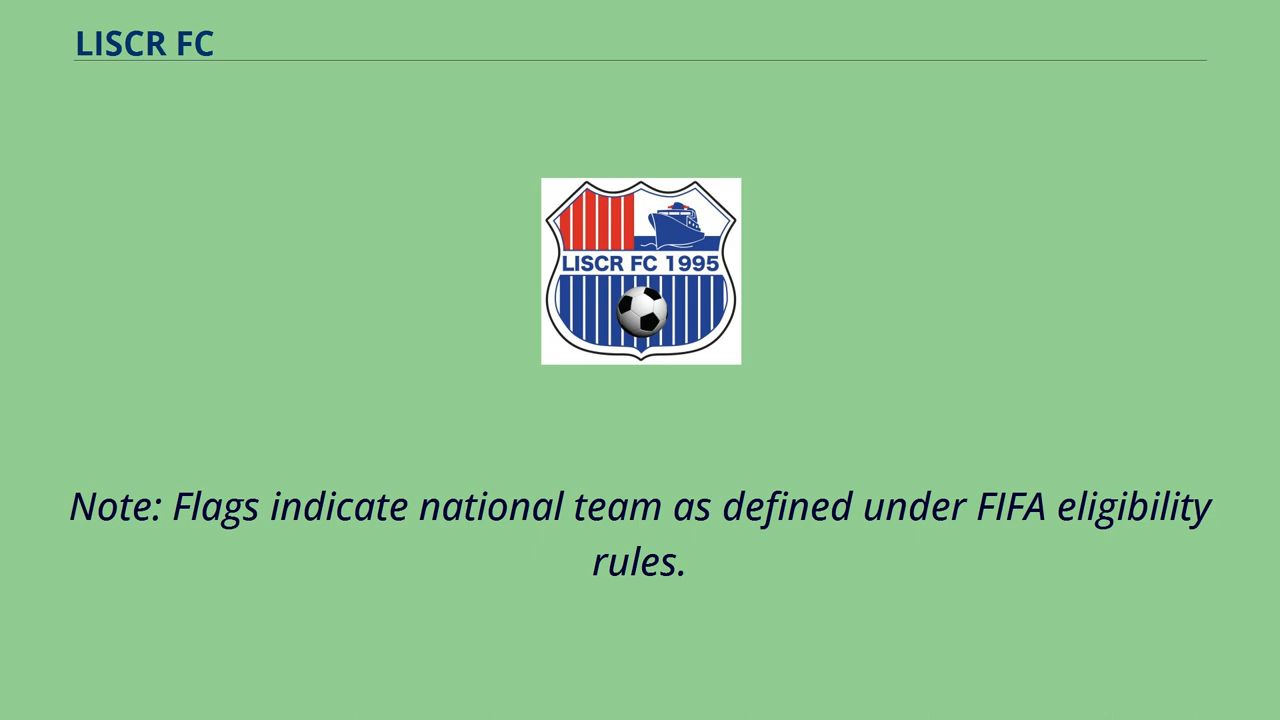 LISCR FC
LISCR FC 1995
Note: Flags indicate national team as defined under FIFA eligibility
rules.